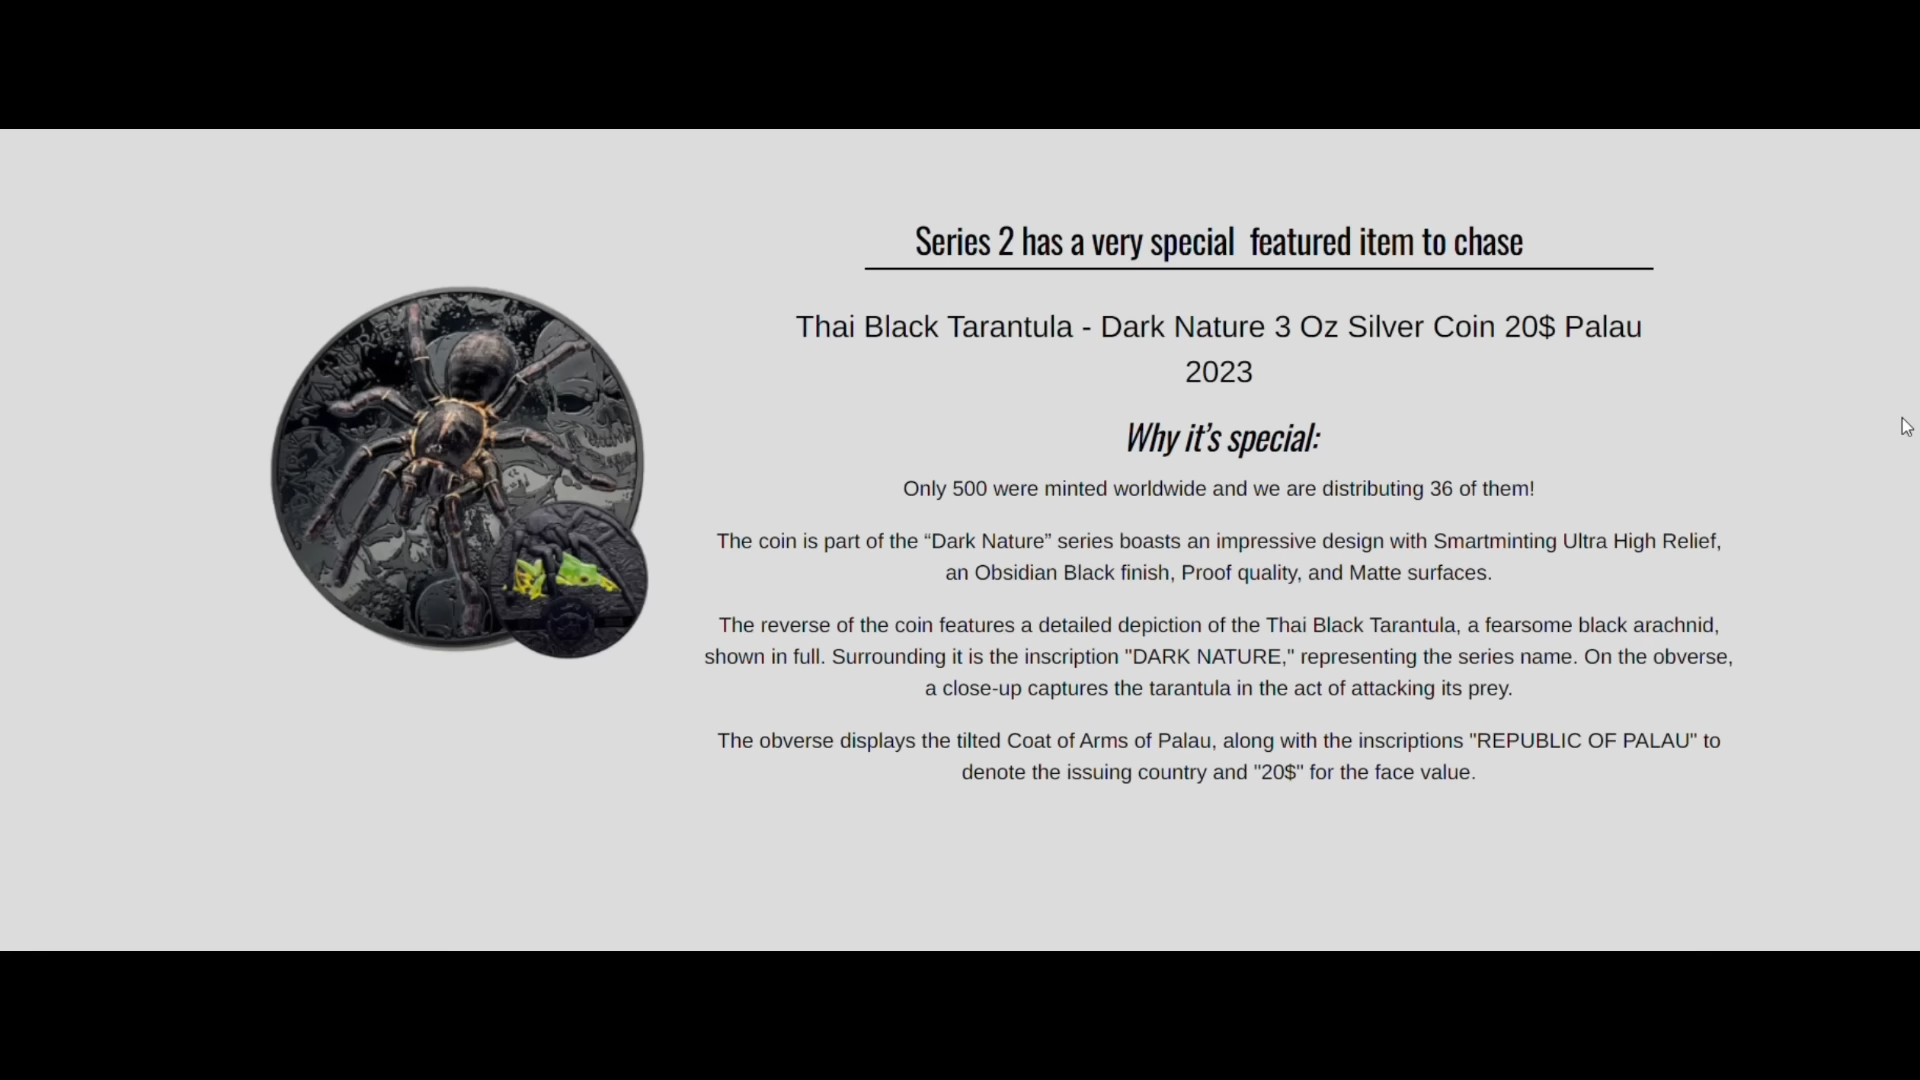 Series 2 has a very special featured item to chase
Thai Black Tarantula - Dark Nature 3 Oz Silver Coin 20$ Palau
2023
Why it’s special:
Only 500 were minted worldwide and we are distributing 36 of them!
The coin is part of the “Dark Nature” series boasts an impressive design with Smartminting Ultra High Relief,
an Obsidian Black finish, Proof quality, and Matte surfaces.
The reverse of the coin features a detailed depiction of the Thai Black Tarantula, a fearsome black arachnid,
shown in full. Surrounding it is the inscription "DARK NATURE," representing the series name. On the obverse,
a close-up captures the tarantula in the act of attacking its prey.
The obverse displays the tilted Coat of Arms of Palau, along with the inscriptions "REPUBLIC OF PALAU" to
denote the issuing country and "20$" for the face value.